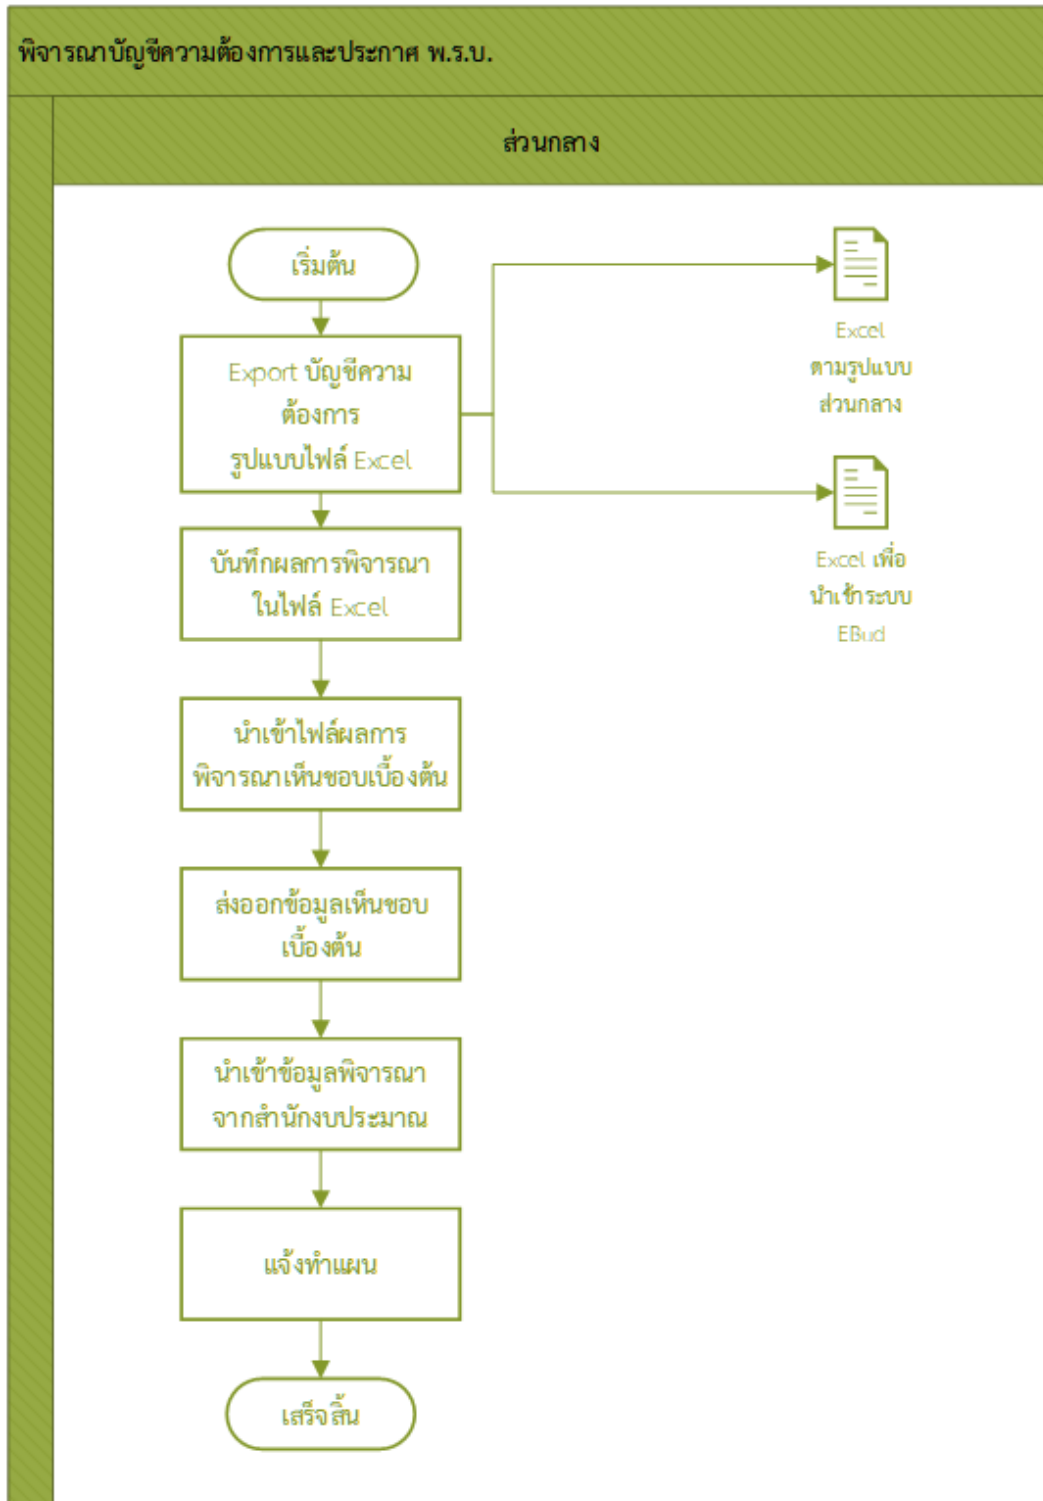 พิจารณาบัญชีความต้องการและประกาศ พ.ร.บ.
ส่วนกลาง
เริ่มต้น
Export บัญชีความ
ต้องการ
รูปแบบไฟล์ Excel
Excel
ตามรูปแบบ
ส่วนกลาง
Excel เพื่อ
นำเข้าระบบ
EBud
บันทึกผลการพิจารณา
ในไฟล์ Excel
นำเข้าไฟล์ผลการ
พิจารณาเห็นชอบเบื้องต้น
ส่งออกข้อมูลเห็นชอบ
เบื้องต้น
นำเข้าข้อมูลพิจารณา
จากสำนักงบประมาณ
แจ้งทำแผน
เสร็จสิ้น